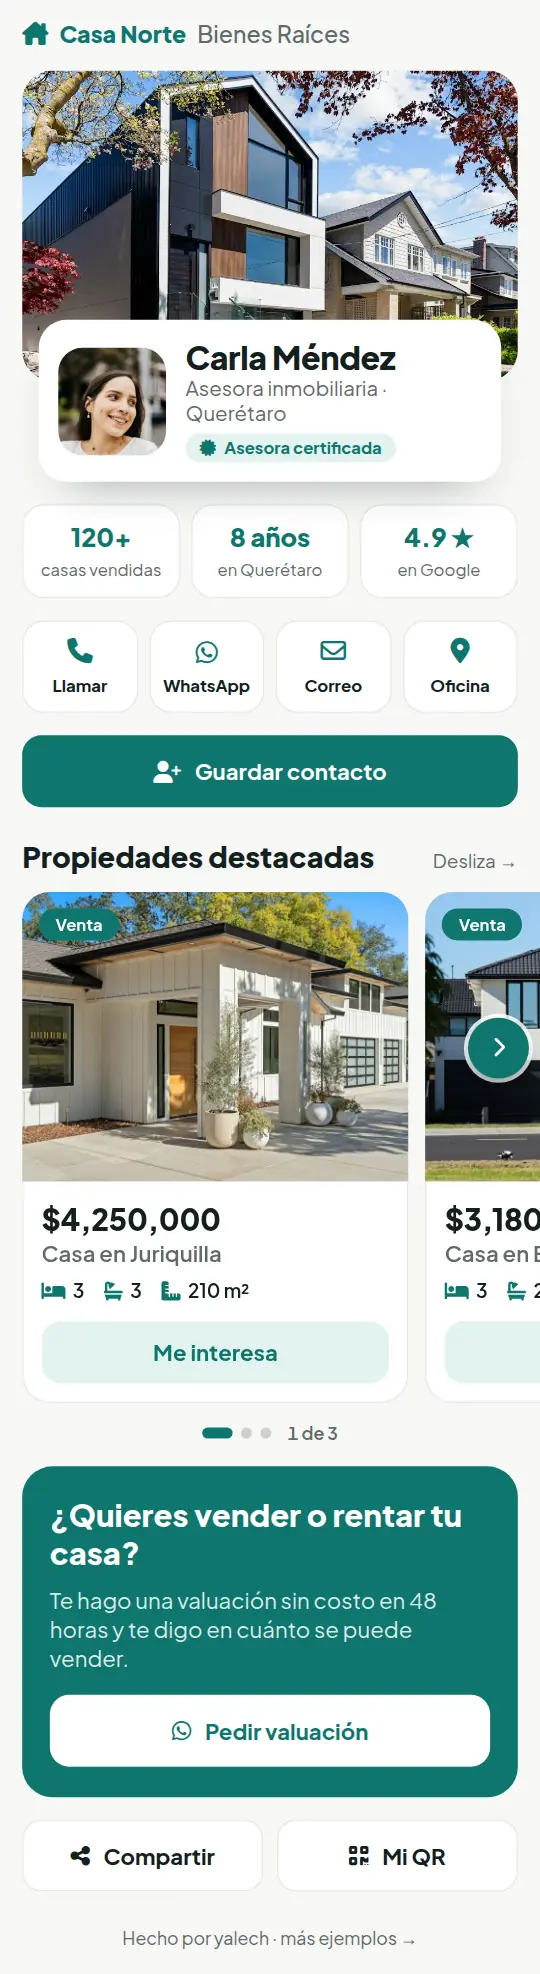 Casa Norte Bienes Raíces
Carla Méndez
Asesora inmobiliaria ·
Querétaro
Asesora certificada
120+
casas vendidas
8 años
en Querétaro
4.9 ★
en Google
Llamar
WhatsApp
Correo
Oficina
Guardar contacto
Propiedades destacadas
Desliza →
Venta
$4,250,000
Casa en Juriquilla
3 3 210 m²
Me interesa
Venta
$3,180
Casa en
3
1 de 3
¿Quieres vender o rentar tu
casa?
Te hago una valuación sin costo en 48
horas y te digo en cuánto se puede
vender.
Pedir valuación
Compartir
Mi QR
Hecho por yalech · más ejemplos →